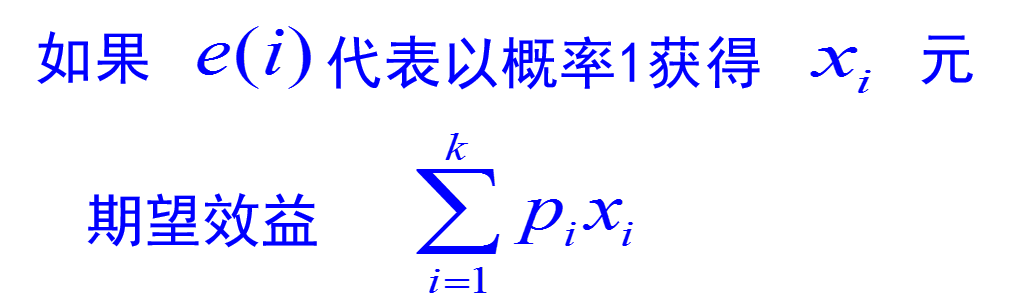 如果 e(i)代表以概率1获得 x_i 元
期望效益 \sum_{i=1}^{k} p_i x_i